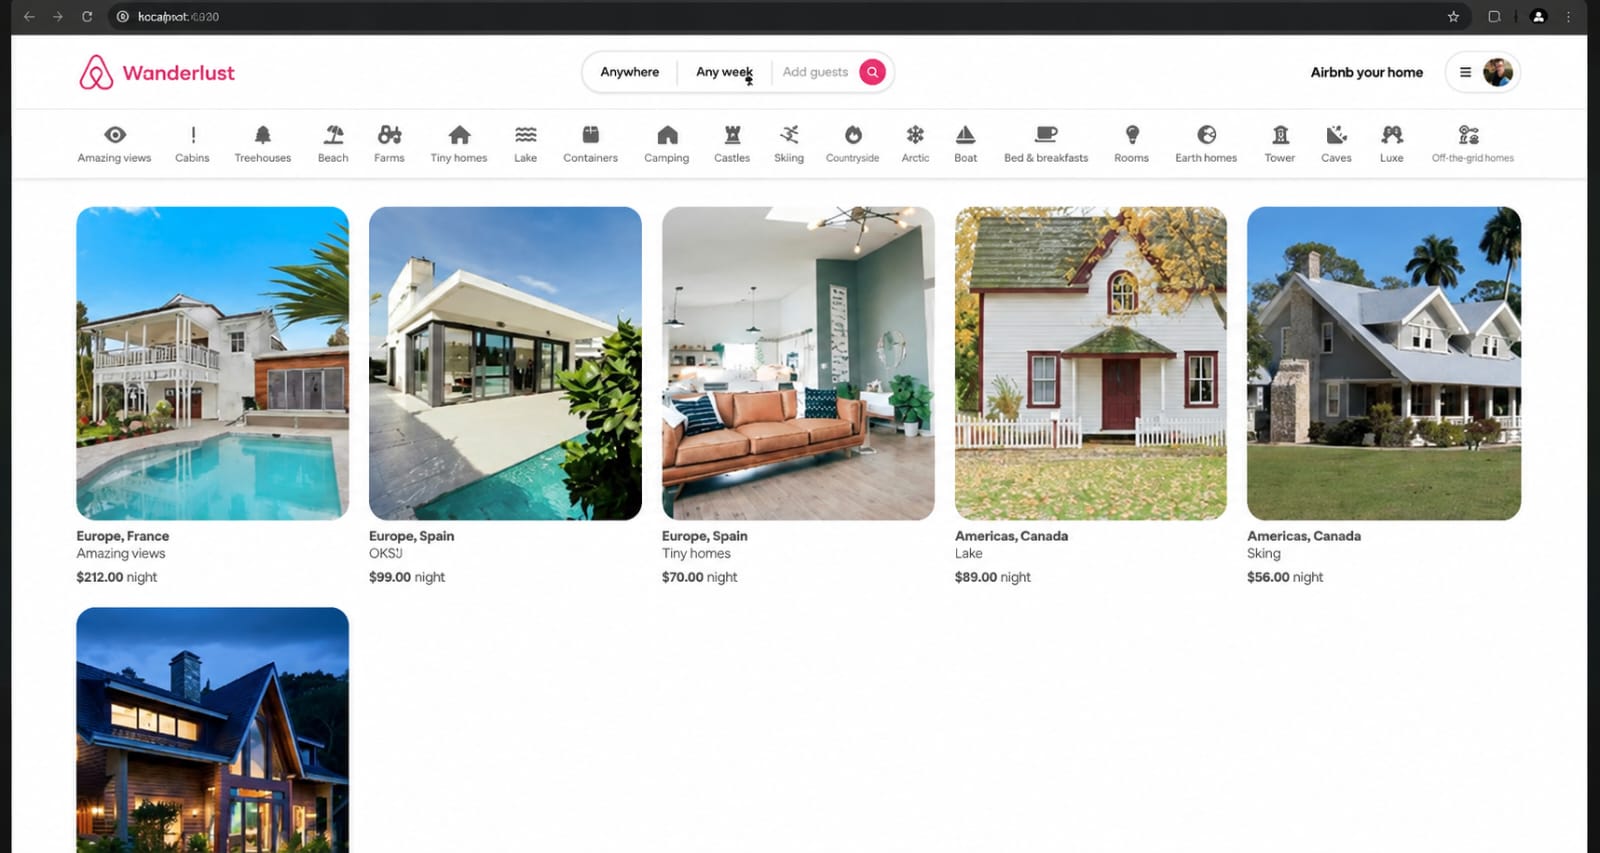 Wanderlust
Anywhere
Any week
Add guests
Airbnb your home
Amazing views
Cabins
Treehouses
Beach
Farms
Tiny homes
Lake
Containers
Camping
Castles
Skiing
Countryside
Arctic
Boat
Bed & breakfasts
Rooms
Earth homes
Tower
Caves
Luxe
Off-the-grid homes
Europe, France
Amazing views
$212.00 night
Europe, Spain
$99.00 night
Europe, Spain
Tiny homes
$70.00 night
Americas, Canada
Lake
$89.00 night
Americas, Canada
Sking
$56.00 night